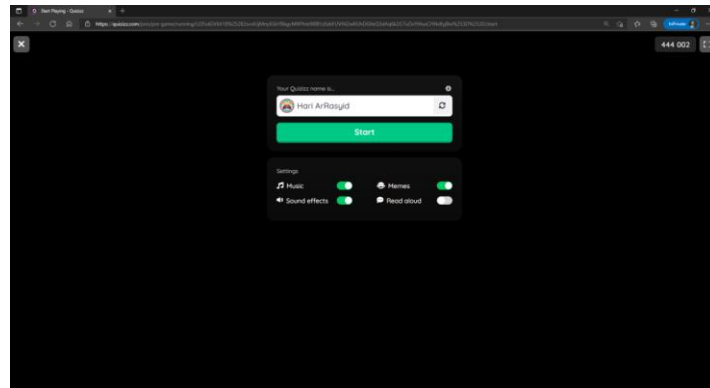 Start Playing - Quizizz
444 002
Your Quizizz name is...
Hari ArRasyid
Start
Settings
Music
Memes
Sound effects
Read aloud